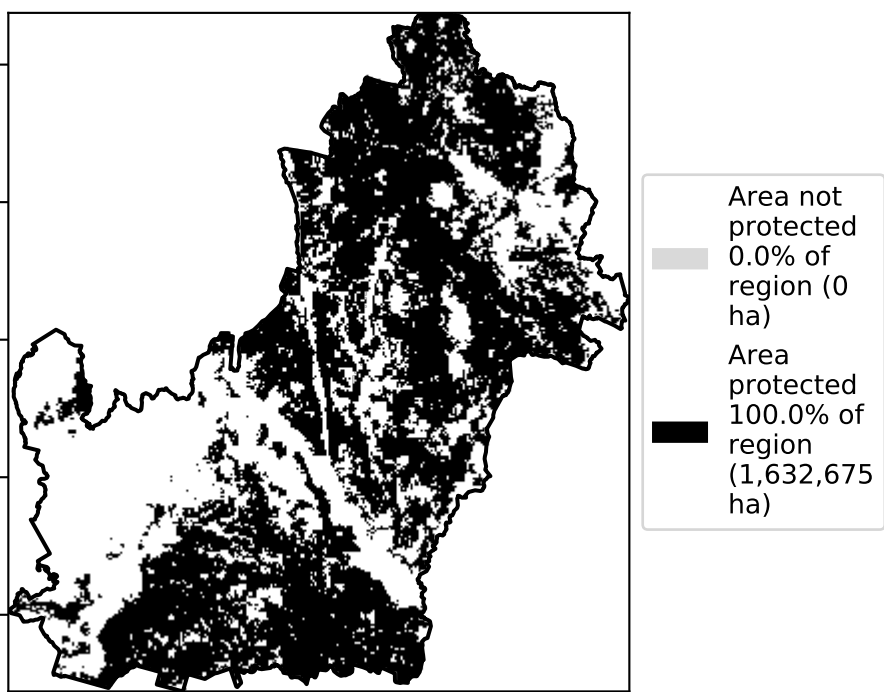 Area not
protected
0.0% of
region (0
ha)
Area
protected
100.0% of
region
(1,632,675
ha)